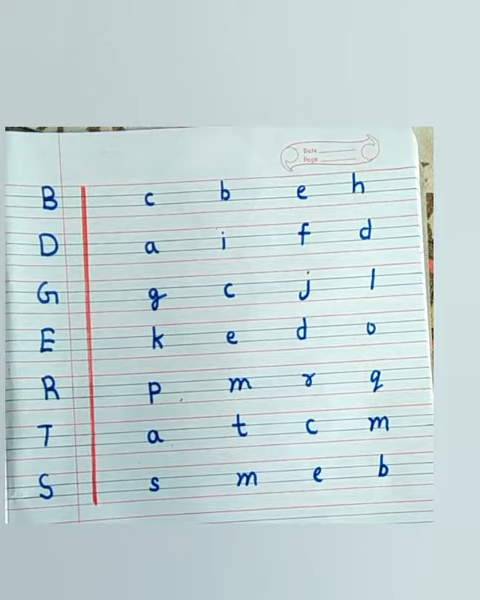 Date
Page
B c b e h
D a i f d
G g c j l
E k e d o
R p m r q
T a t c m
S s m e b